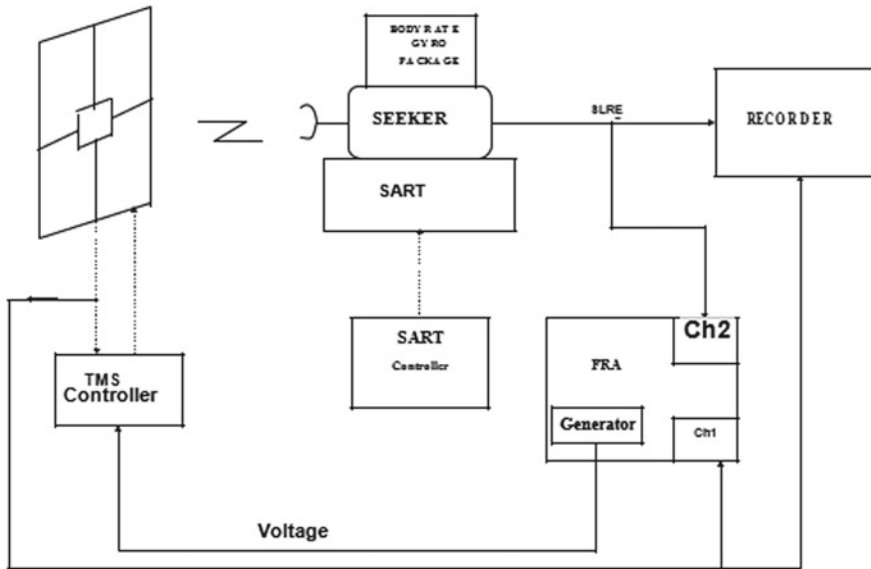 BODY RATE
GYRO
PACKAGE
SEEKER
SLRE
RECORDER
SART
SART
Controller
Ch2
FRA
TMS
Controller
Generator
Ch1
Voltage